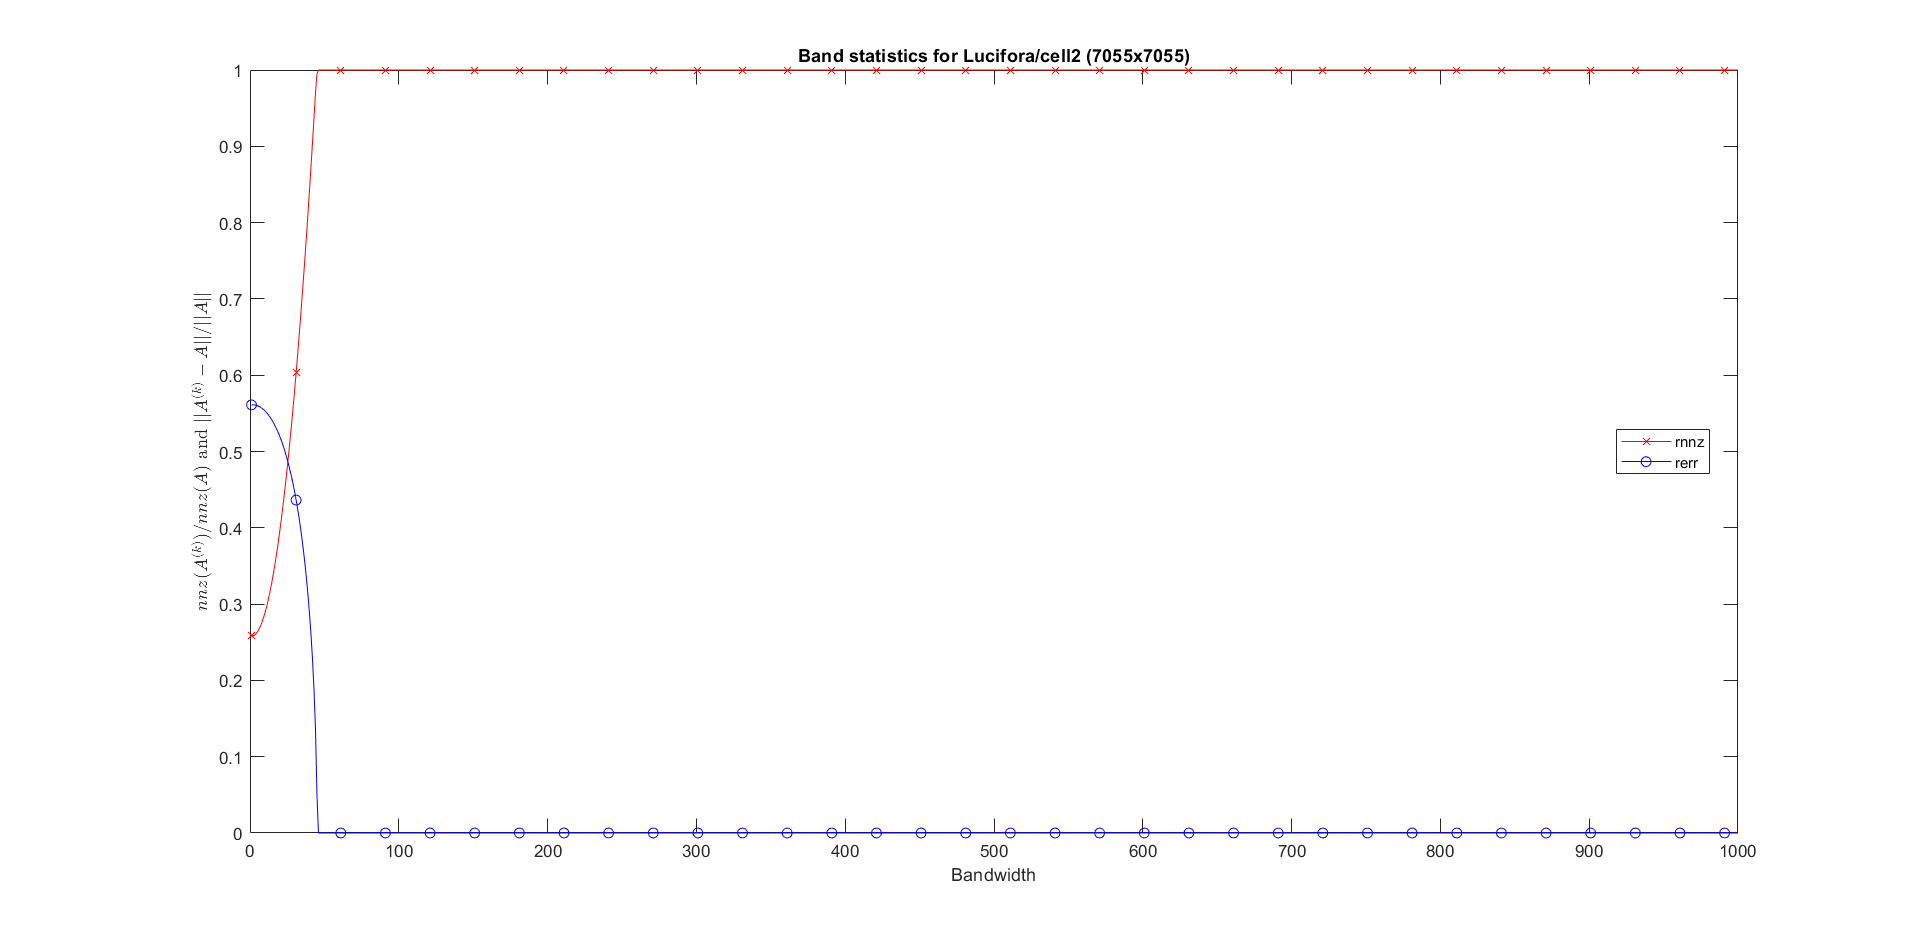 Band statistics for Lucifora/cell2 (7055x7055)
nnz(A^{(k)})/nnz(A) and ||A^{(k)} − A||/||A||
1
0.9
0.8
0.7
0.6
0.5
0.4
0.3
0.2
0.1
0
rnnz
rerr
0 100 200 300 400 500 600 700 800 900 1000
Bandwidth